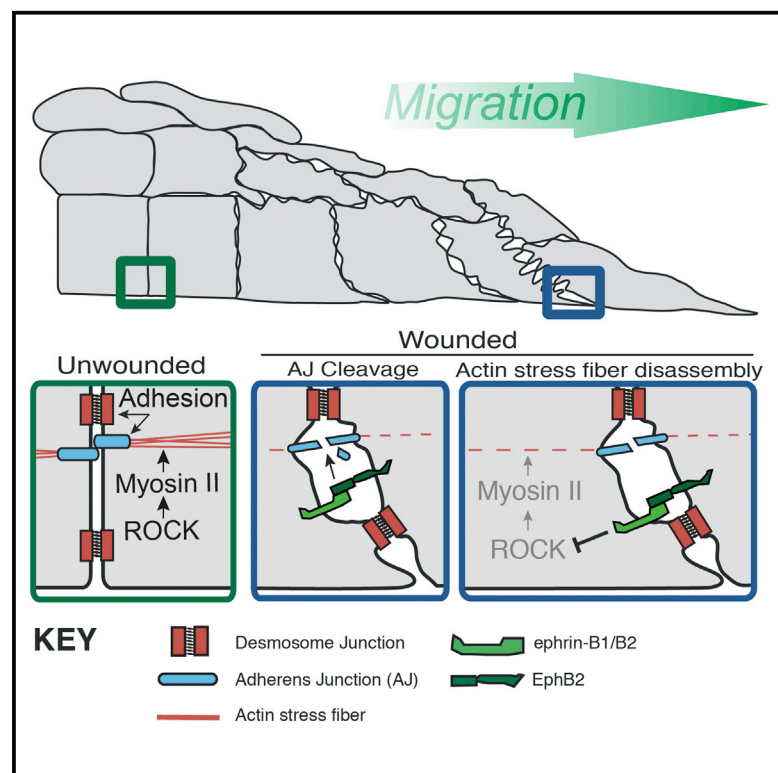 Migration
Wounded
Unwounded
AJ Cleavage
Actin stress fiber disassembly
Adhesion
Myosin II
ROCK
Myosin II
ROCK
KEY
Desmosome Junction
ephrin-B1/B2
Adherens Junction (AJ)
EphB2
Actin stress fiber